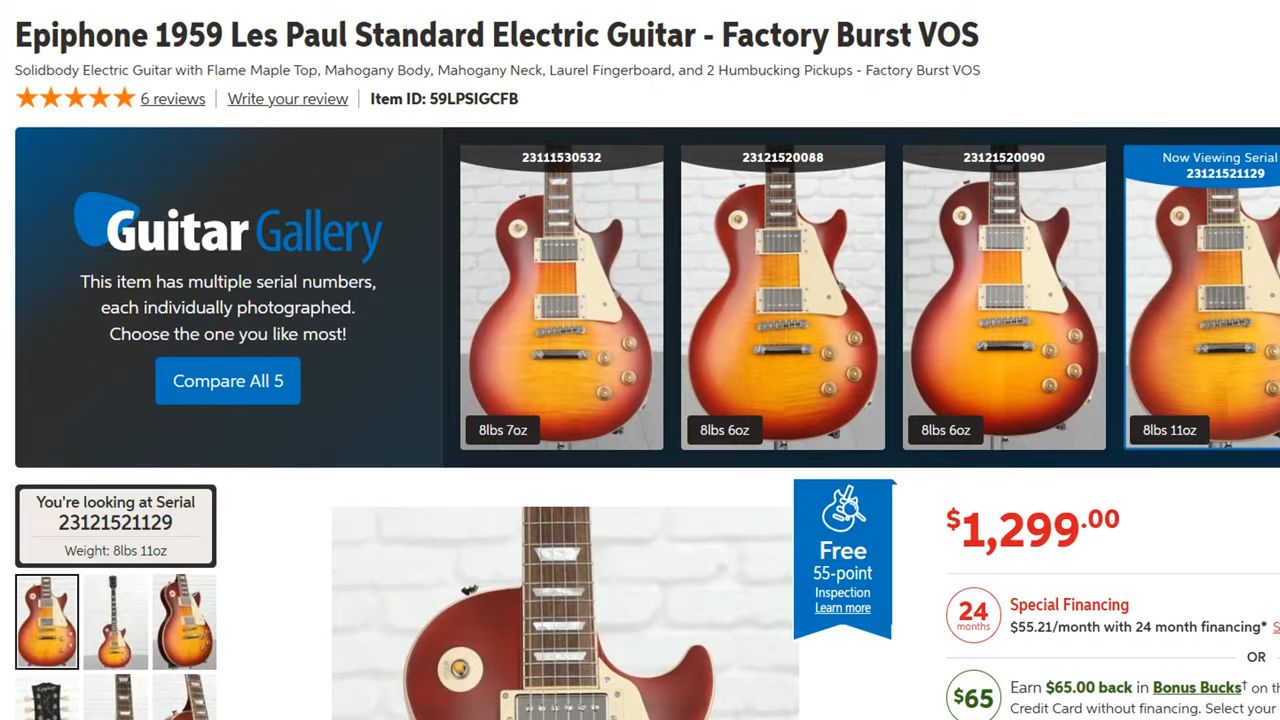 Epiphone 1959 Les Paul Standard Electric Guitar - Factory Burst VOS
Solidbody Electric Guitar with Flame Maple Top, Mahogany Body, Mahogany Neck, Laurel Fingerboard, and 2 Humbucking Pickups - Factory Burst VOS
6 reviews
Write your review
Item ID: 59LPSIGCFB
Guitar Gallery
This item has multiple serial numbers,
each individually photographed.
Choose the one you like most!
Compare All 5
23111530532
8lbs 7oz
23121520088
8lbs 6oz
23121520090
8lbs 6oz
Now Viewing Serial
23121521129
8lbs 11oz
You're looking at Serial
23121521129
Weight: 8lbs 11oz
Free
55-point
Inspection
Learn more
$1,299.00
24
months
Special Financing
$55.21/month with 24 month financing* S
OR
$65
Earn $65.00 back in Bonus Bucks† on th
Credit Card without financing. Select your